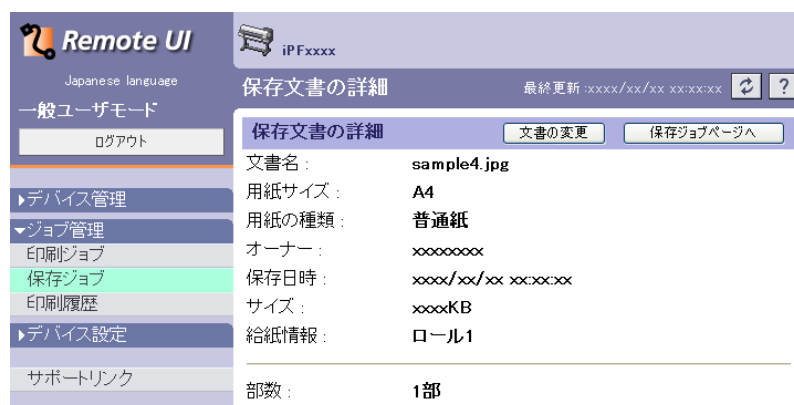 Remote UI
Japanese language
一般ユーザモード
ログアウト
▶デバイス管理
▼ジョブ管理
印刷ジョブ
保存ジョブ
印刷履歴
▶デバイス設定
サポートリンク
iPFxxxx
保存文書の詳細 最終更新 :xxxx/xx/xx xx:xx:xx ?
保存文書の詳細 文書の変更 保存ジョブページへ
文書名 : sample4.jpg
用紙サイズ : A4
用紙の種類 : 普通紙
オーナー : xxxxxxxx
保存日時 : xxxx/xx/xx xx:xx:xx
サイズ : xxxxKB
給紙情報 : ロール1
部数 : 1部